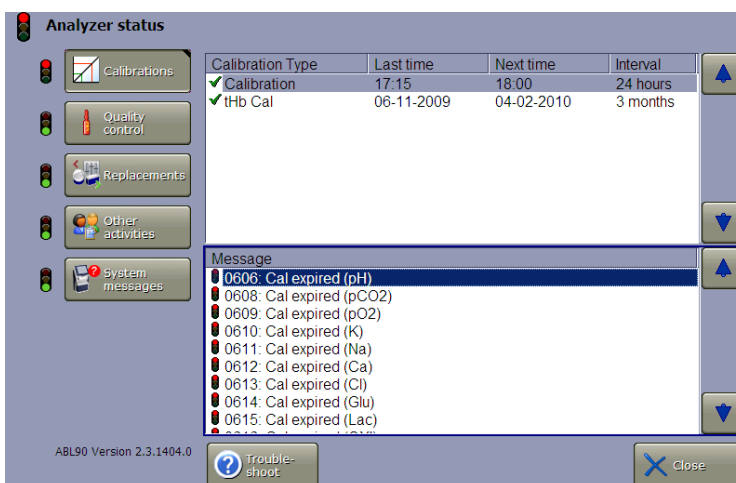 Analyzer status
Calibrations
Quality
control
Replacements
Other
activities
System
messages
Calibration Type Last time Next time Interval
Calibration 17:15 18:00 24 hours
tHb Cal 06-11-2009 04-02-2010 3 months
Message
0606: Cal expired (pH)
0608: Cal expired (pCO2)
0609: Cal expired (pO2)
0610: Cal expired (K)
0611: Cal expired (Na)
0612: Cal expired (Ca)
0613: Cal expired (Cl)
0614: Cal expired (Glu)
0615: Cal expired (Lac)
ABL90 Version 2.3.1404.0
Trouble-
shoot
Close